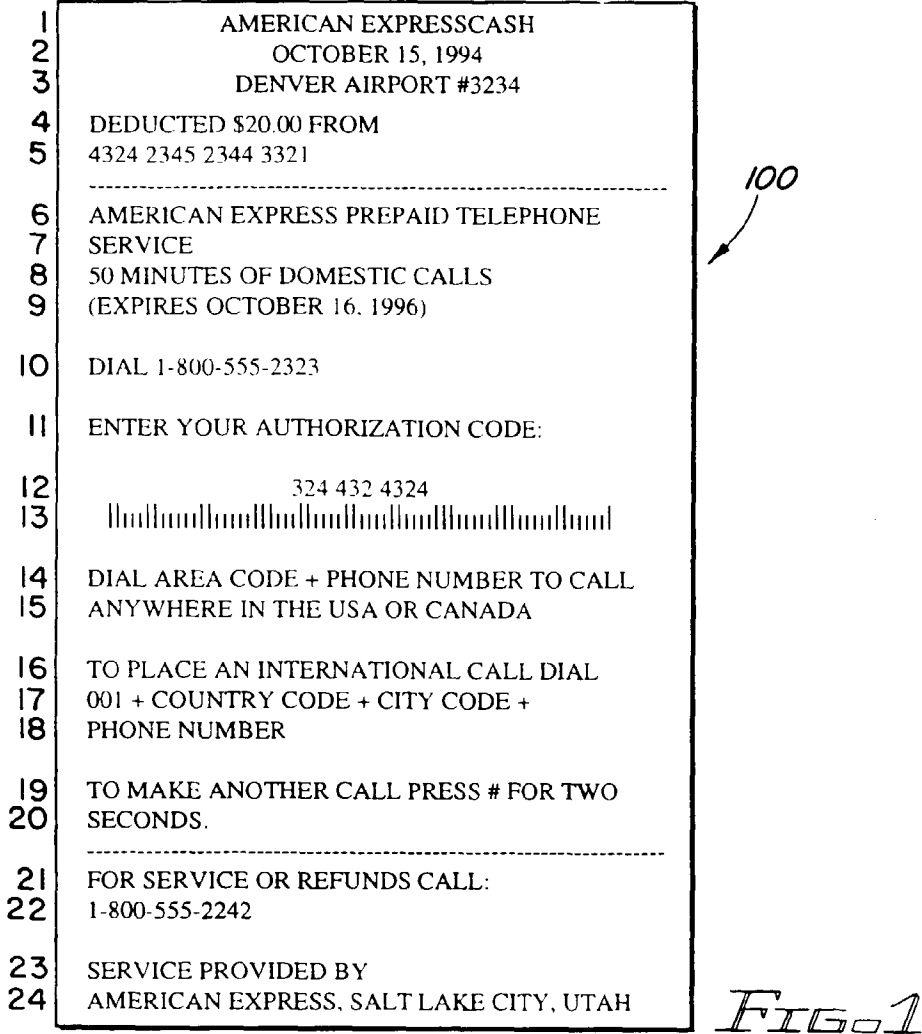 1 AMERICAN EXPRESSCASH
2 OCTOBER 15, 1994
3 DENVER AIRPORT #3234
4 DEDUCTED $20.00 FROM
5 4324 2345 2344 3321
100
6 AMERICAN EXPRESS PREPAID TELEPHONE
7 SERVICE
8 50 MINUTES OF DOMESTIC CALLS
9 (EXPIRES OCTOBER 16, 1996)
10 DIAL 1-800-555-2323
11 ENTER YOUR AUTHORIZATION CODE:
12 324 432 4324
13
14 DIAL AREA CODE + PHONE NUMBER TO CALL
15 ANYWHERE IN THE USA OR CANADA
16 TO PLACE AN INTERNATIONAL CALL DIAL
17 001 + COUNTRY CODE + CITY CODE +
18 PHONE NUMBER
19 TO MAKE ANOTHER CALL PRESS # FOR TWO
20 SECONDS.
21 FOR SERVICE OR REFUNDS CALL:
22 1-800-555-2242
23 SERVICE PROVIDED BY
24 AMERICAN EXPRESS, SALT LAKE CITY, UTAH
FIG. 1